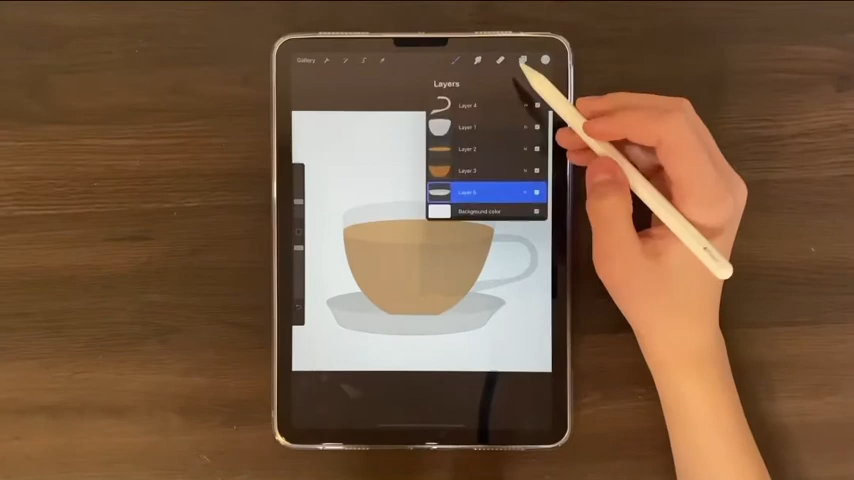 Gallery
Layers
Layer 4
N
Layer 1
N
Layer 2
N
Layer 3
N
Layer 5
N
Background color